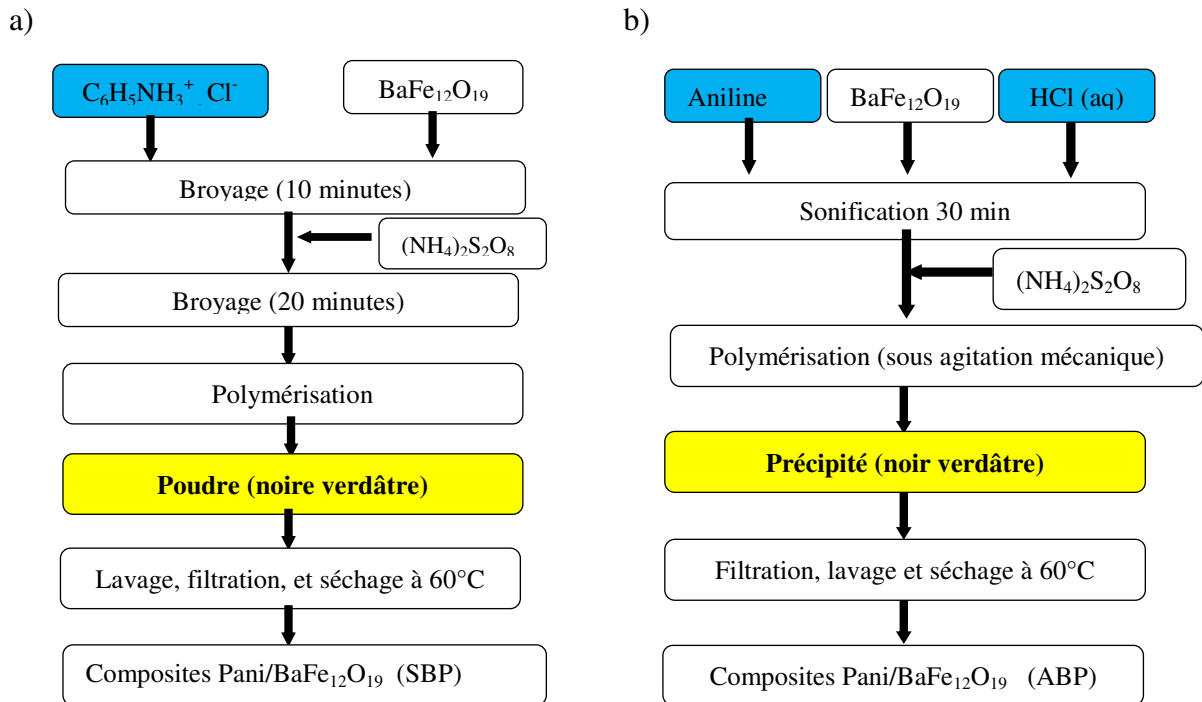 a)
C₆H₅NH₃⁺ . Cl⁻
BaFe₁₂O₁₉
Broyage (10 minutes)
(NH₄)₂S₂O₈
Broyage (20 minutes)
Polymérisation
Poudre (noire verdâtre)
Lavage, filtration, et séchage à 60°C
Composites Pani/BaFe₁₂O₁₉ (SBP)
b)
Aniline
BaFe₁₂O₁₉
HCl (aq)
Sonification 30 min
(NH₄)₂S₂O₈
Polymérisation (sous agitation mécanique)
Précipité (noir verdâtre)
Filtration, lavage et séchage à 60°C
Composites Pani/BaFe₁₂O₁₉ (ABP)